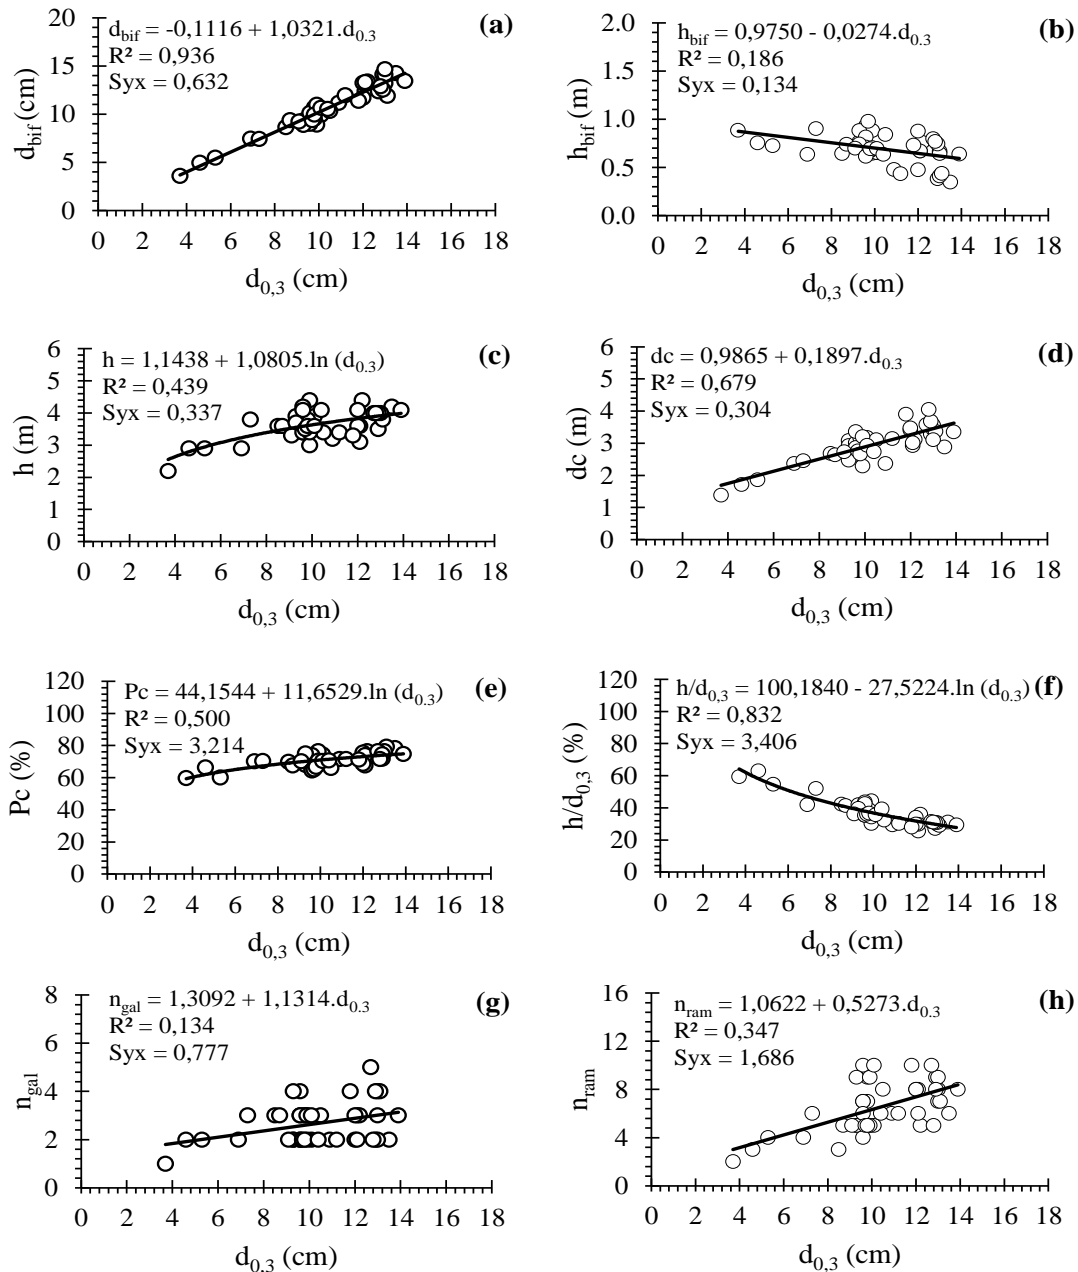 (a)
d_bif = -0,1116 + 1,0321.d_0.3
R² = 0,936
Syx = 0,632
20
15
10
5
0
d_bif (cm)
0 2 4 6 8 10 12 14 16 18
d_0,3 (cm)
(b)
h_bif = 0,9750 - 0,0274.d_0.3
R² = 0,186
Syx = 0,134
2.0
1.5
1.0
0.5
0.0
h_bif (m)
0 2 4 6 8 10 12 14 16 18
d_0,3 (cm)
(c)
h = 1,1438 + 1,0805.ln (d_0.3)
R² = 0,439
Syx = 0,337
6
5
4
3
2
1
0
h (m)
0 2 4 6 8 10 12 14 16 18
d_0,3 (cm)
(d)
dc = 0,9865 + 0,1897.d_0.3
R² = 0,679
Syx = 0,304
6
5
4
3
2
1
0
dc (m)
0 2 4 6 8 10 12 14 16 18
d_0,3 (cm)
(e)
Pc = 44,1544 + 11,6529.ln (d_0.3)
R² = 0,500
Syx = 3,214
120
100
80
60
40
20
0
Pc (%)
0 2 4 6 8 10 12 14 16 18
d_0,3 (cm)
(f)
h/d_0,3 = 100,1840 - 27,5224.ln (d_0.3)
R² = 0,832
Syx = 3,406
120
100
80
60
40
20
0
h/d_0,3 (%)
0 2 4 6 8 10 12 14 16 18
d_0,3 (cm)
(g)
n_gal = 1,3092 + 1,1314.d_0.3
R² = 0,134
Syx = 0,777
8
6
4
2
0
n_gal
0 2 4 6 8 10 12 14 16 18
d_0,3 (cm)
(h)
n_ram = 1,0622 + 0,5273.d_0.3
R² = 0,347
Syx = 1,686
16
12
8
4
0
n_ram
0 2 4 6 8 10 12 14 16 18
d_0,3 (cm)